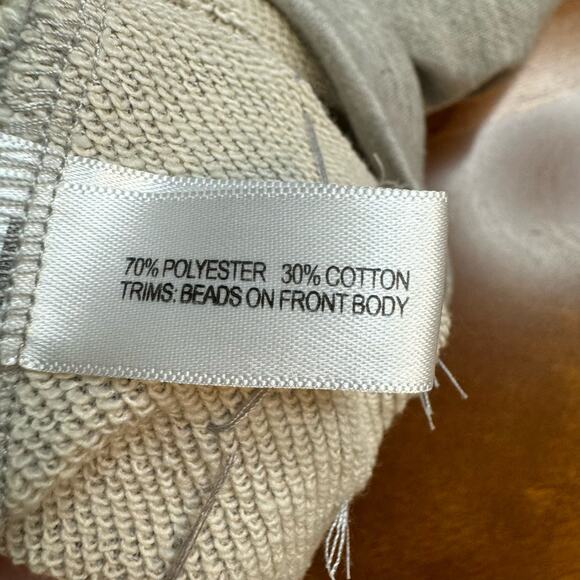 70% POLYESTER 30% COTTON
TRIMS: BEADS ON FRONT BODY